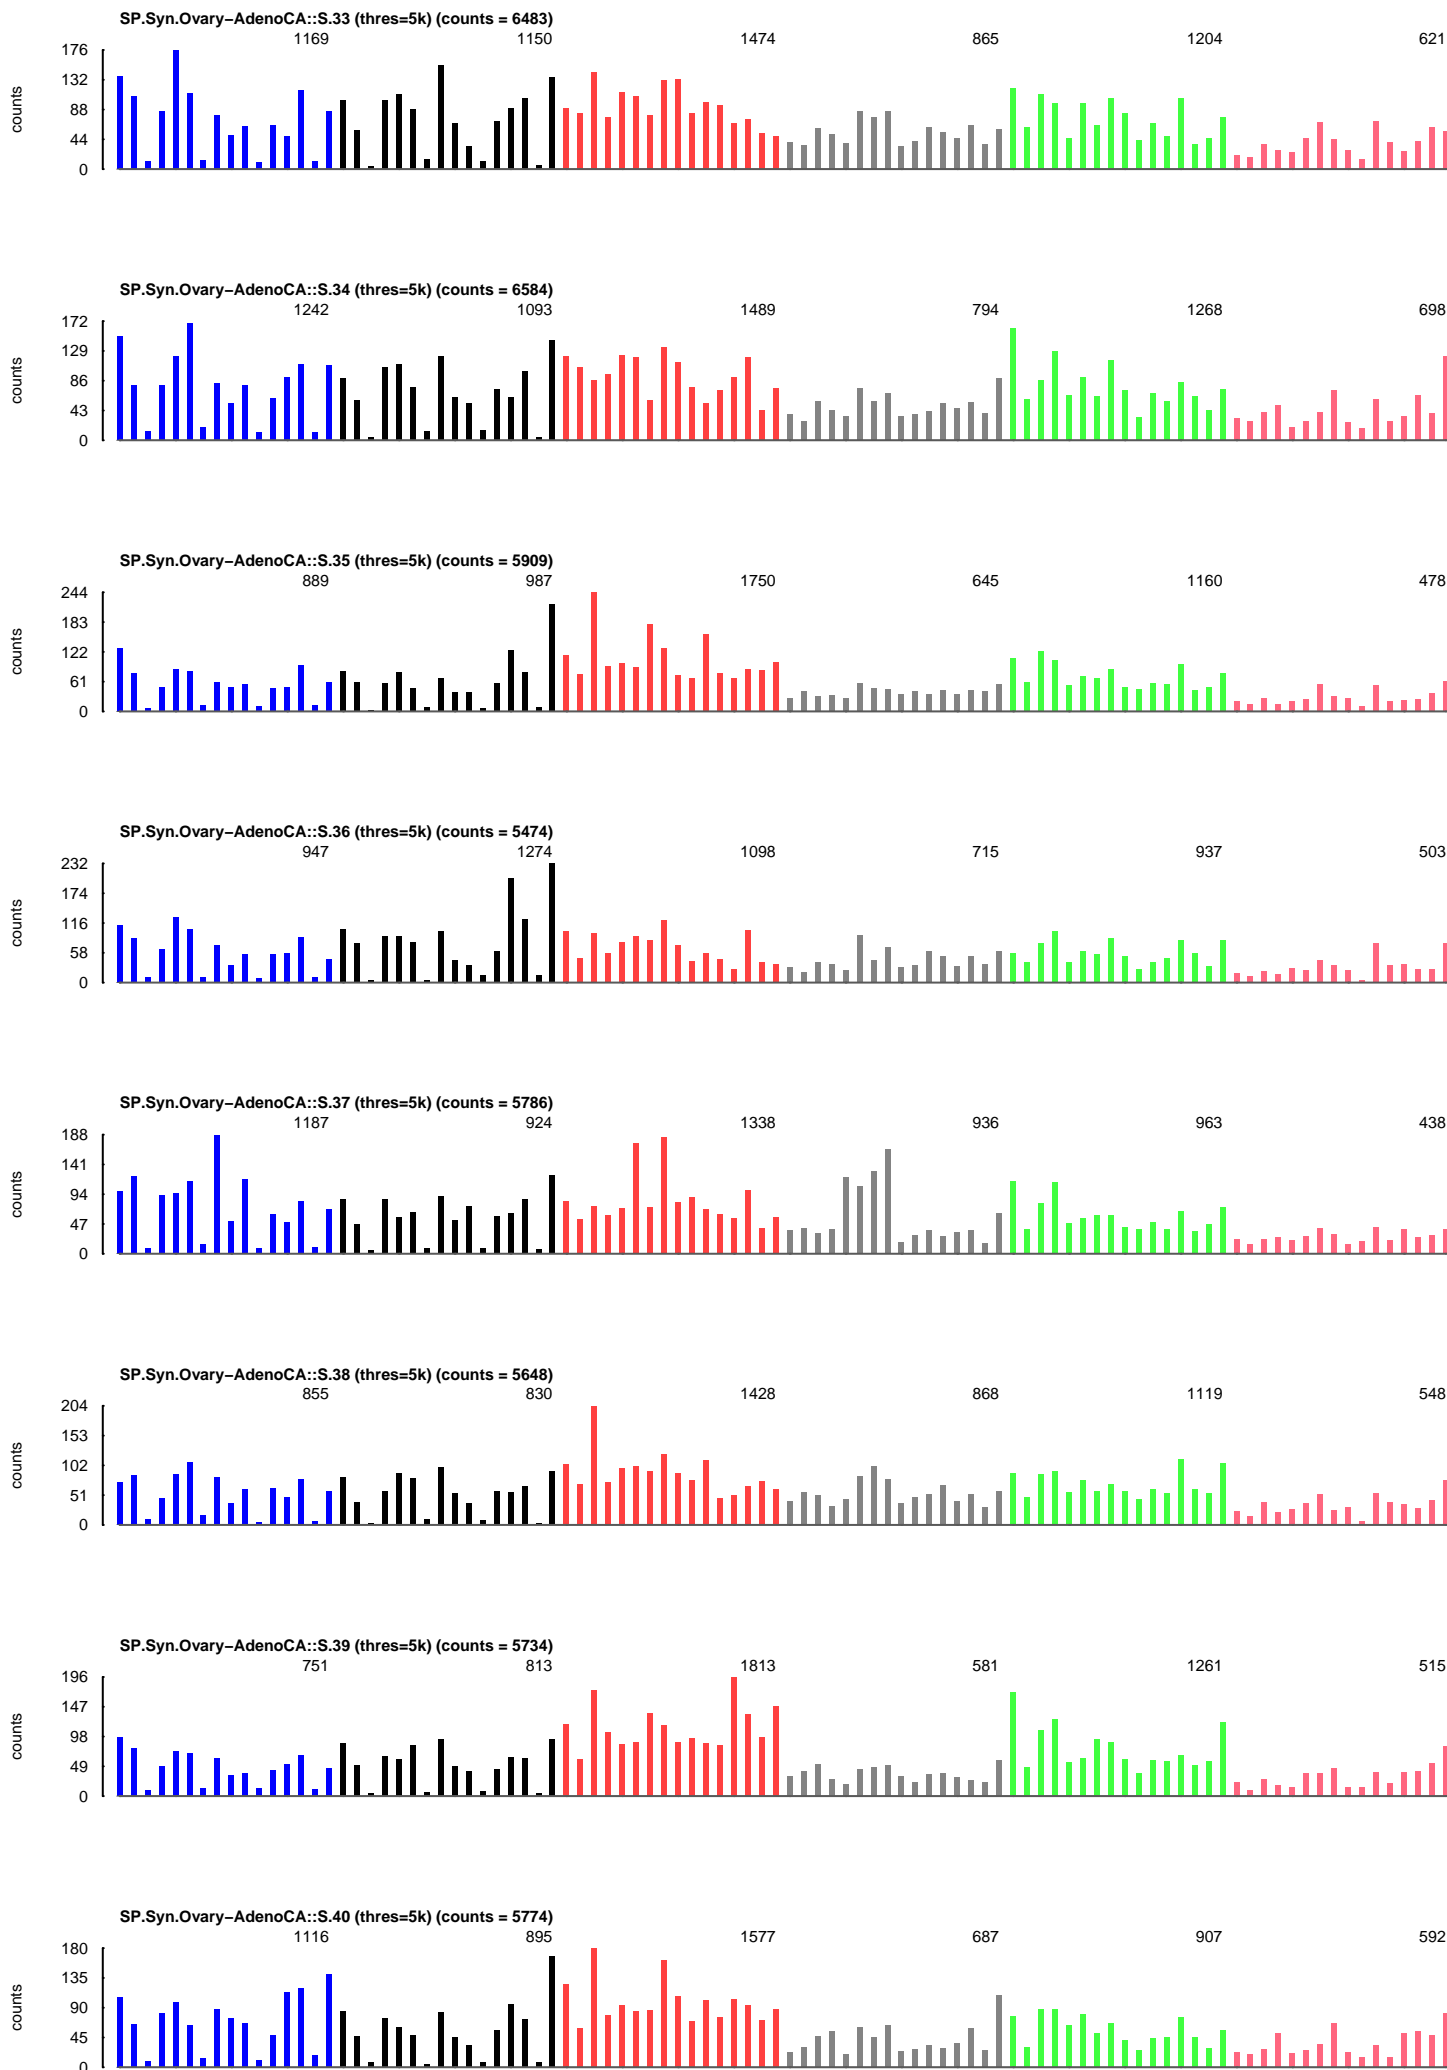 SP.Syn.Ovary−AdenoCA::S.33 (thres=5k) (counts = 6483)
1169 1150 1474 865 1204 621
176
132
88
44
0
counts
SP.Syn.Ovary−AdenoCA::S.34 (thres=5k) (counts = 6584)
1242 1093 1489 794 1268 698
172
129
86
43
0
counts
SP.Syn.Ovary−AdenoCA::S.35 (thres=5k) (counts = 5909)
889 987 1750 645 1160 478
244
183
122
61
0
counts
SP.Syn.Ovary−AdenoCA::S.36 (thres=5k) (counts = 5474)
947 1274 1098 715 937 503
232
174
116
58
0
counts
SP.Syn.Ovary−AdenoCA::S.37 (thres=5k) (counts = 5786)
1187 924 1338 936 963 438
188
141
94
47
0
counts
SP.Syn.Ovary−AdenoCA::S.38 (thres=5k) (counts = 5648)
855 830 1428 868 1119 548
204
153
102
51
0
counts
SP.Syn.Ovary−AdenoCA::S.39 (thres=5k) (counts = 5734)
751 813 1813 581 1261 515
196
147
98
49
0
counts
SP.Syn.Ovary−AdenoCA::S.40 (thres=5k) (counts = 5774)
1116 895 1577 687 907 592
180
135
90
45
0
counts